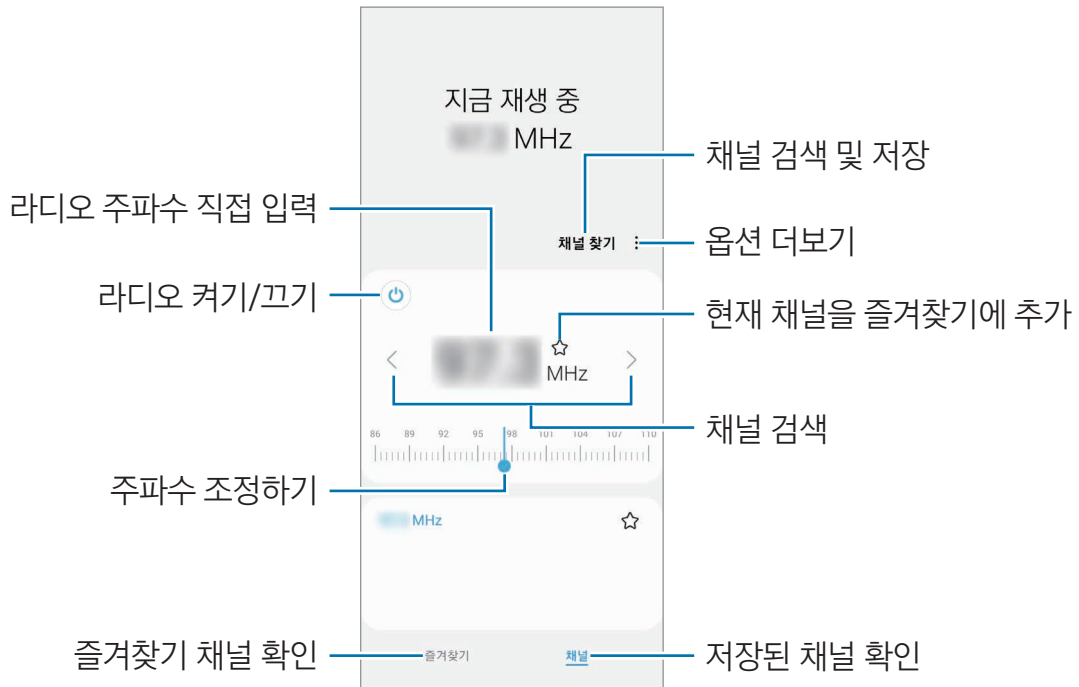 지금 재생 중
MHz
채널 검색 및 저장
라디오 주파수 직접 입력
채널 찾기
옵션 더보기
라디오 켜기/끄기
현재 채널을 즐겨찾기에 추가
MHz
채널 검색
86 89 92 95 98 101 104 107 110
주파수 조정하기
MHz
즐겨찾기 채널 확인
즐겨찾기
채널
저장된 채널 확인